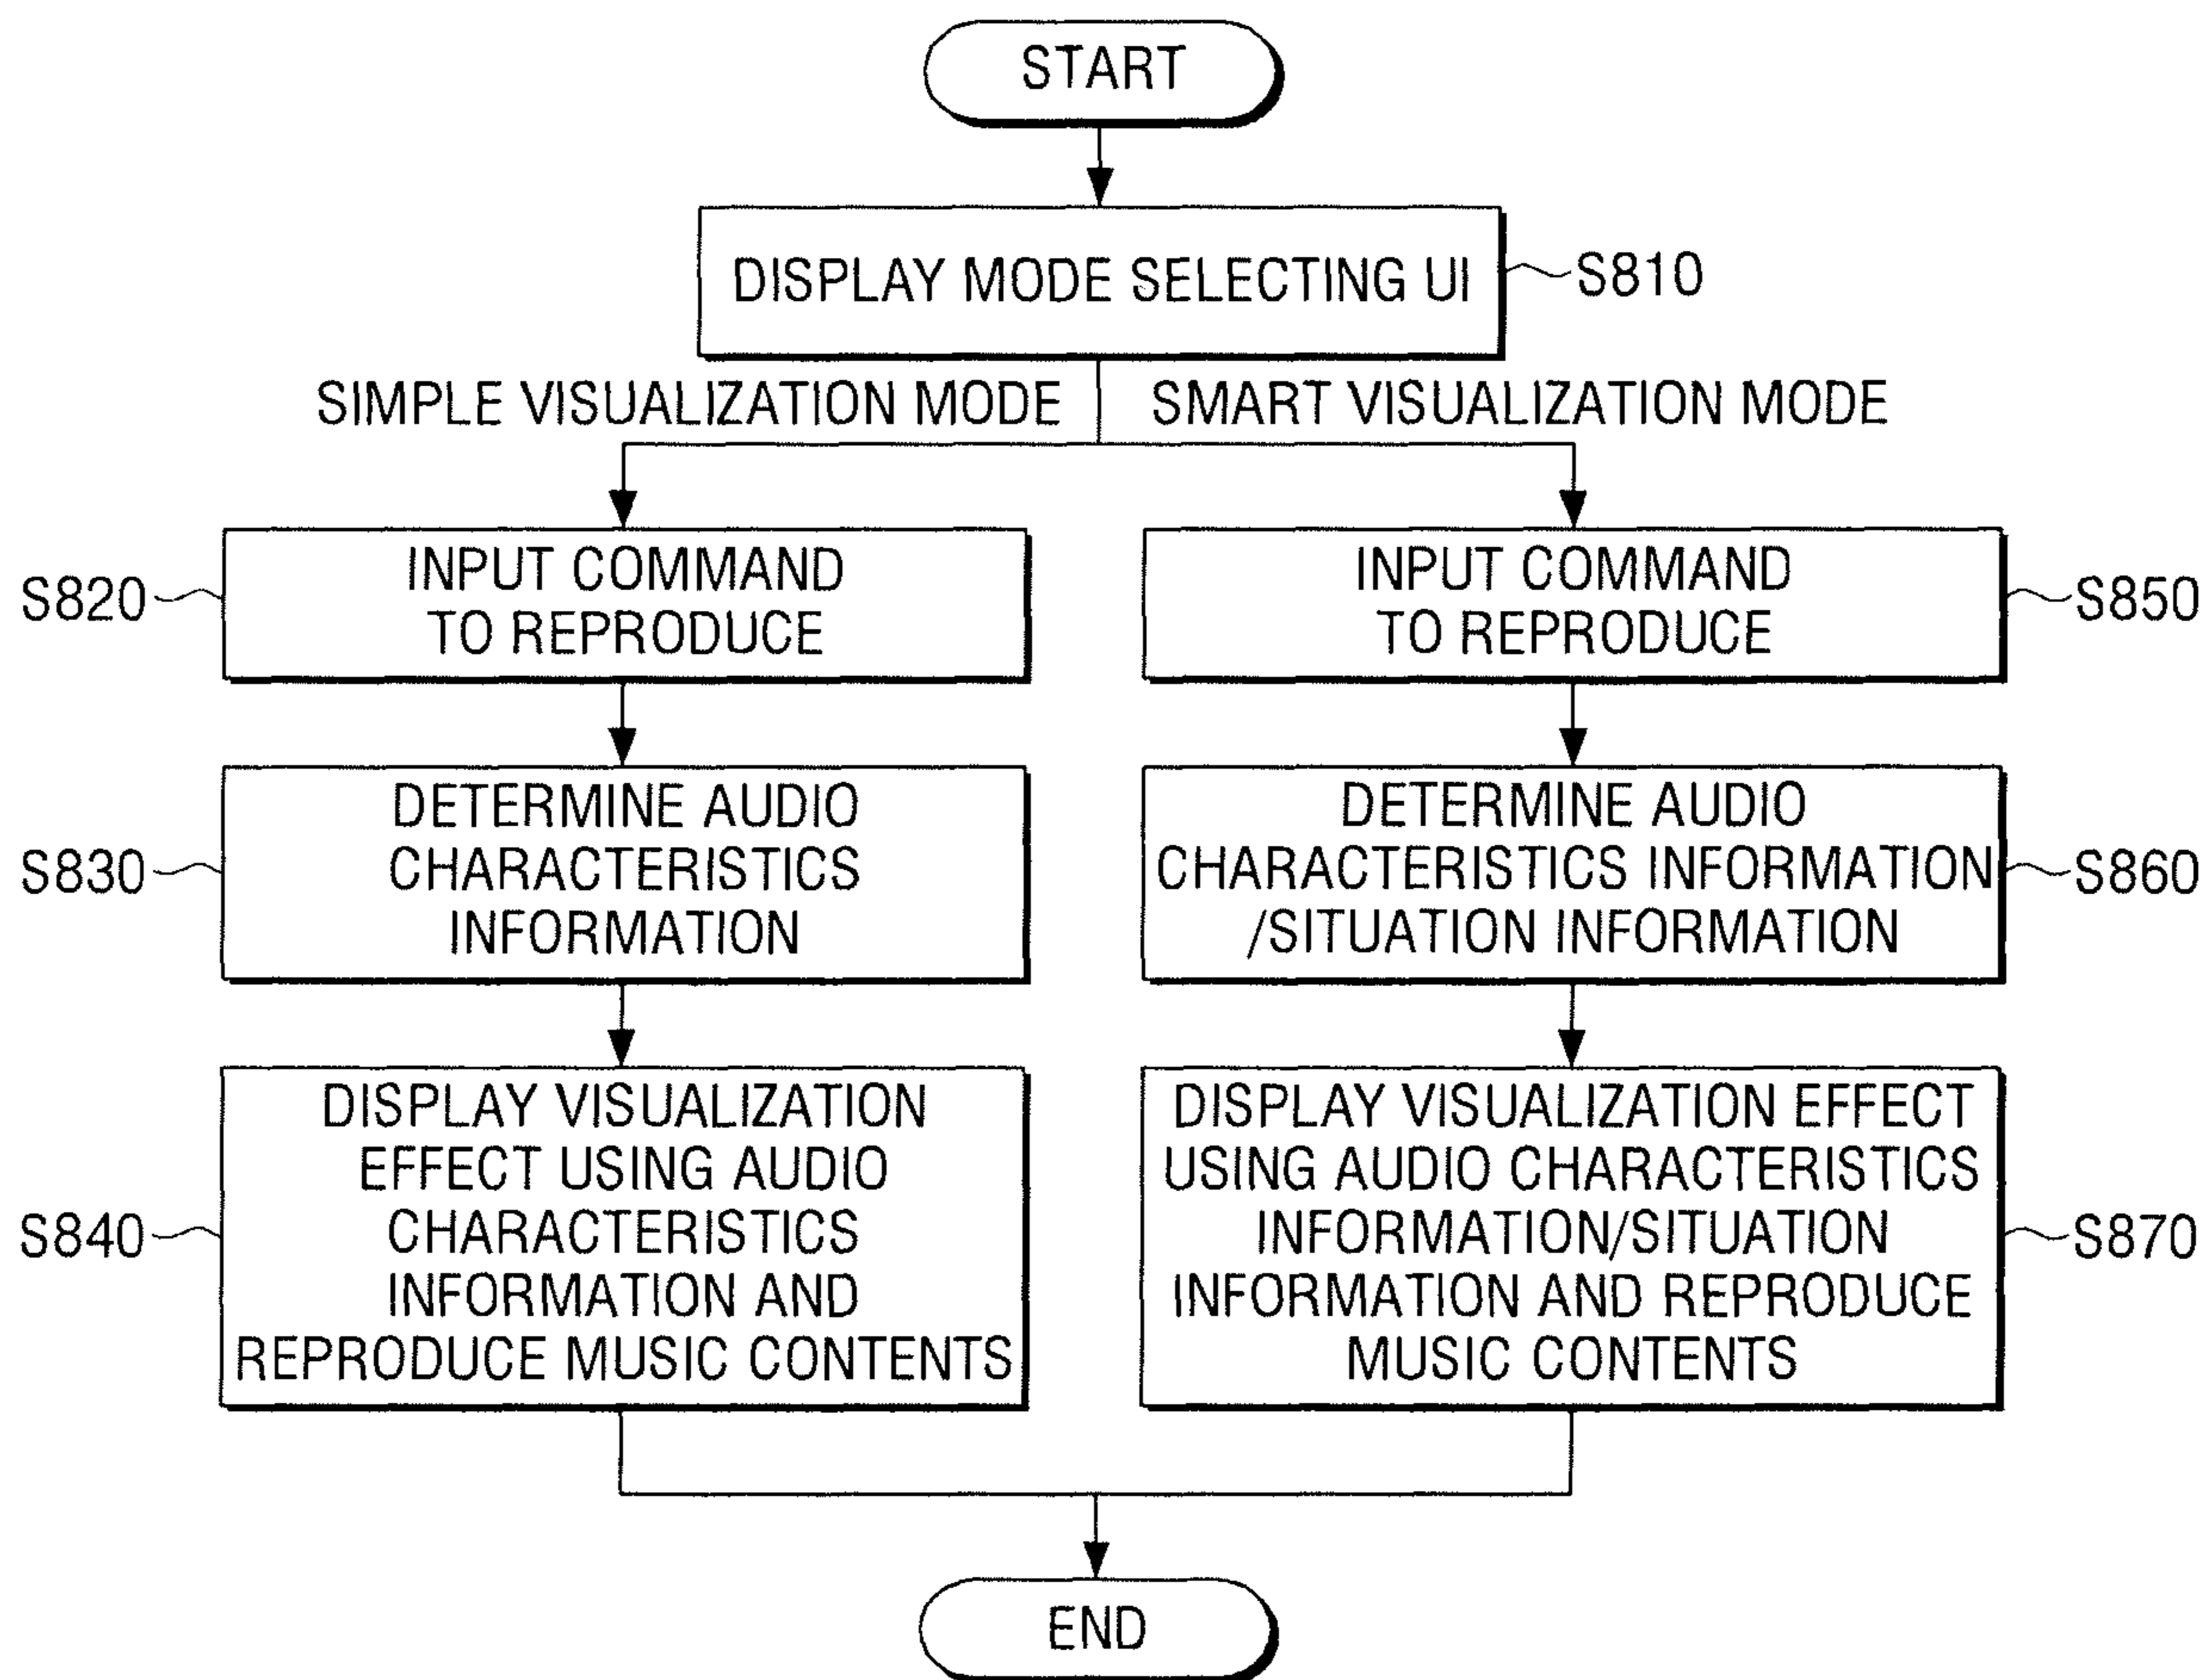 START
DISPLAY MODE SELECTING UI
S810
SIMPLE VISUALIZATION MODE
SMART VISUALIZATION MODE
S820
INPUT COMMAND
TO REPRODUCE
INPUT COMMAND
TO REPRODUCE
S850
S830
DETERMINE AUDIO
CHARACTERISTICS
INFORMATION
DETERMINE AUDIO
CHARACTERISTICS INFORMATION
/SITUATION INFORMATION
S860
S840
DISPLAY VISUALIZATION
EFFECT USING AUDIO
CHARACTERISTICS
INFORMATION AND
REPRODUCE MUSIC CONTENTS
DISPLAY VISUALIZATION EFFECT
USING AUDIO CHARACTERISTICS
INFORMATION/SITUATION
INFORMATION AND REPRODUCE
MUSIC CONTENTS
S870
END